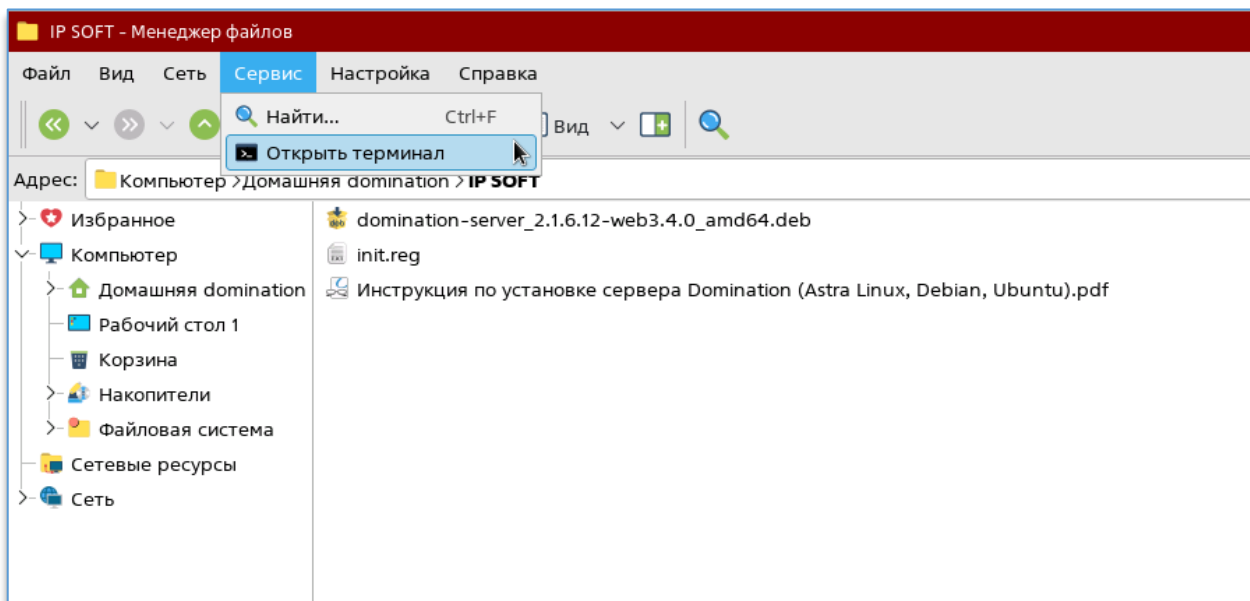 IP SOFT - Менеджер файлов
Файл Вид Сеть Сервис Настройка Справка
Найти... Ctrl+F
Вид
Открыть терминал
Адрес: Компьютер >Домашняя domination >IP SOFT
Избранное
domination-server_2.1.6.12-web3.4.0_amd64.deb
Компьютер
init.reg
Домашняя domination
Инструкция по установке сервера Domination (Astra Linux, Debian, Ubuntu).pdf
Рабочий стол 1
Корзина
Накопители
Файловая система
Сетевые ресурсы
Сеть